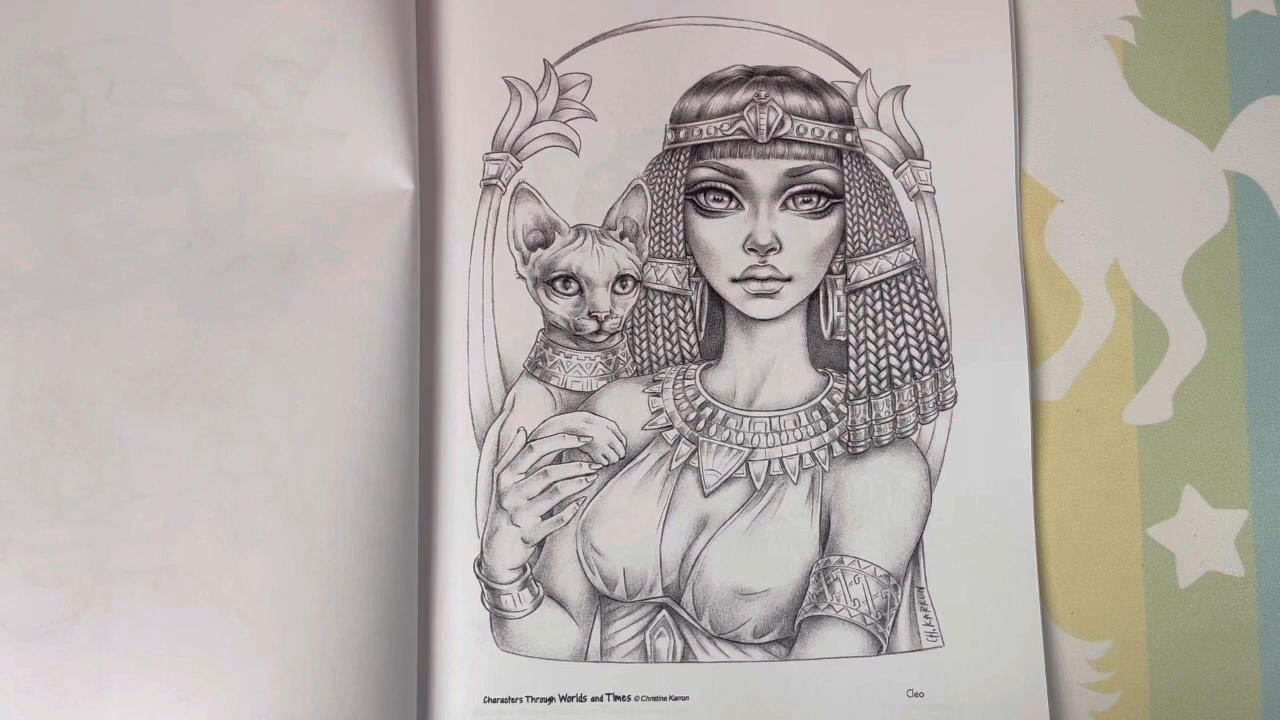 CH. KARRON
Characters Through Worlds and Times © Christine Karron
Cleo